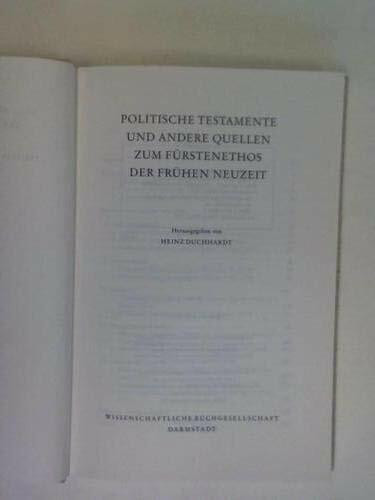 POLITISCHE TESTAMENTE
UND ANDERE QUELLEN
ZUM FÜRSTENETHOS
DER FRÜHEN NEUZEIT
Herausgegeben von
HEINZ DUCHHARDT
WISSENSCHAFTLICHE BUCHGESELLSCHAFT
DARMSTADT